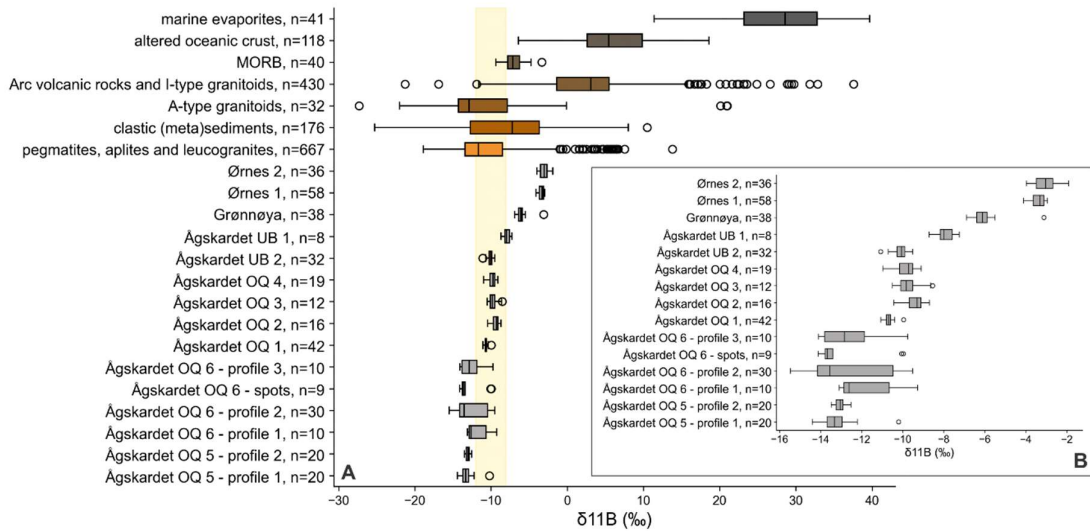 marine evaporites, n=41
altered oceanic crust, n=118
MORB, n=40
Arc volcanic rocks and I-type granitoids, n=430
A-type granitoids, n=32
clastic (meta)sediments, n=176
pegmatites, aplites and leucogranites, n=667
Ørnes 2, n=36
Ørnes 1, n=58
Grønnøya, n=38
Ågskardet UB 1, n=8
Ågskardet UB 2, n=32
Ågskardet OQ 4, n=19
Ågskardet OQ 3, n=12
Ågskardet OQ 2, n=16
Ågskardet OQ 1, n=42
Ågskardet OQ 6 - profile 3, n=10
Ågskardet OQ 6 - spots, n=9
Ågskardet OQ 6 - profile 2, n=30
Ågskardet OQ 6 - profile 1, n=10
Ågskardet OQ 5 - profile 2, n=20
Ågskardet OQ 5 - profile 1, n=20
A
−30 −20 −10 0 10 20 30 40
δ11B (‰)
Ørnes 2, n=36
Ørnes 1, n=58
Grønnøya, n=38
Ågskardet UB 1, n=8
Ågskardet UB 2, n=32
Ågskardet OQ 4, n=19
Ågskardet OQ 3, n=12
Ågskardet OQ 2, n=16
Ågskardet OQ 1, n=42
Ågskardet OQ 6 - profile 3, n=10
Ågskardet OQ 6 - spots, n=9
Ågskardet OQ 6 - profile 2, n=30
Ågskardet OQ 6 - profile 1, n=10
Ågskardet OQ 5 - profile 2, n=20
Ågskardet OQ 5 - profile 1, n=20
−16 −14 −12 −10 −8 −6 −4 −2
δ11B (‰)
B